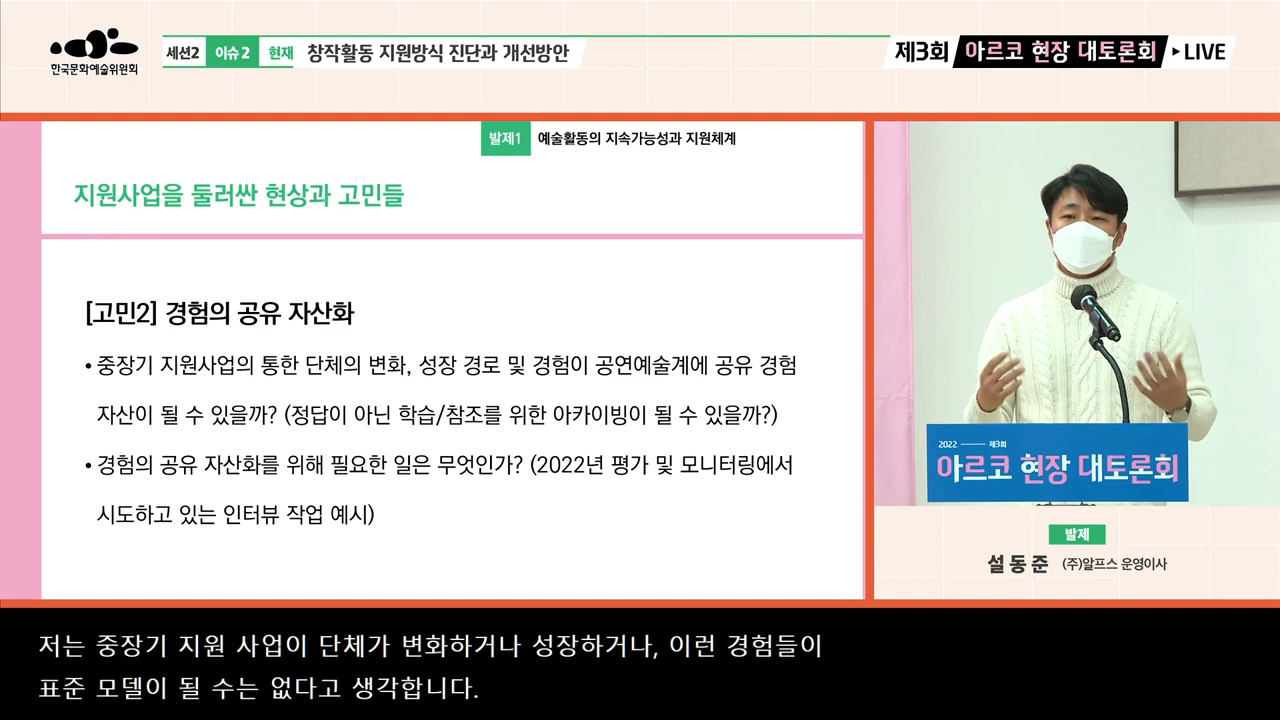 한국문화예술위원회
세션2 이슈 2 현재 창작활동 지원방식 진단과 개선방안
제3회 아르코 현장 대토론회 ▸LIVE
발제1 예술활동의 지속가능성과 지원체계
지원사업을 둘러싼 현상과 고민들
[고민2] 경험의 공유 자산화
• 중장기 지원사업의 통한 단체의 변화, 성장 경로 및 경험이 공연예술계에 공유 경험
자산이 될 수 있을까? (정답이 아닌 학습/참조를 위한 아카이빙이 될 수 있을까?)
• 경험의 공유 자산화를 위해 필요한 일은 무엇인가? (2022년 평가 및 모니터링에서
시도하고 있는 인터뷰 작업 예시)
2022 제3회
아르코 현장 대토론회
발제
설동준 (주)알프스 운영이사
저는 중장기 지원 사업이 단체가 변화하거나 성장하거나, 이런 경험들이
표준 모델이 될 수는 없다고 생각합니다.